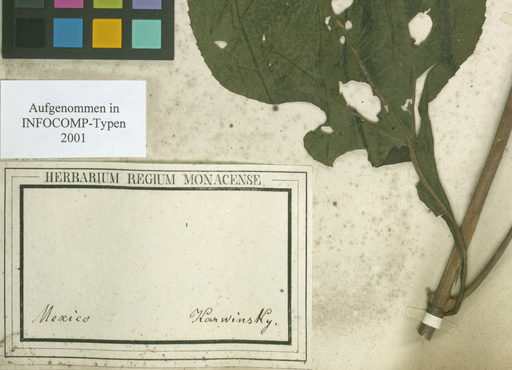 Aufgenommen in
INFOCOMP-Typen
2001
HERBARIUM REGIUM MONACENSE.
Mexico Karwinsky.